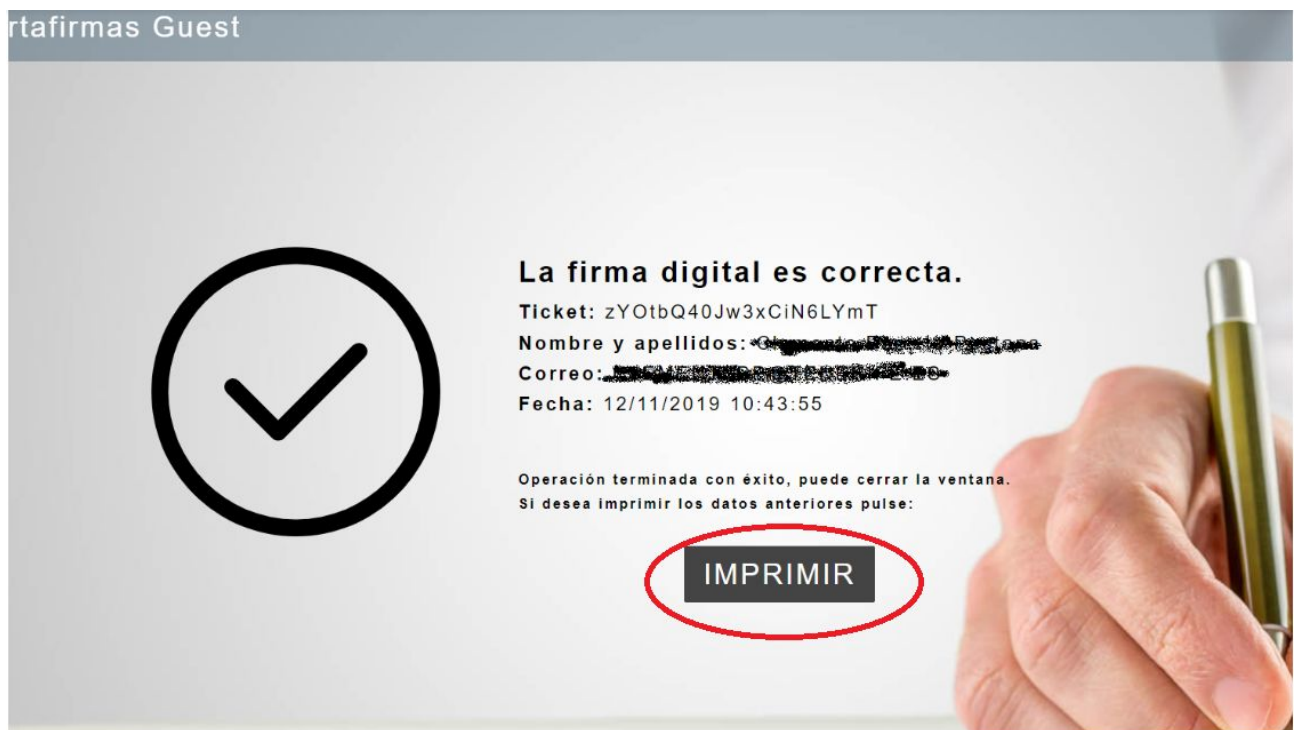 rtafirmas Guest
La firma digital es correcta.
Ticket: zYOtbQ40Jw3xCiN6LYmT
Nombre y apellidos:
Correo:
Fecha: 12/11/2019 10:43:55
Operación terminada con éxito, puede cerrar la ventana.
Si desea imprimir los datos anteriores pulse:
IMPRIMIR